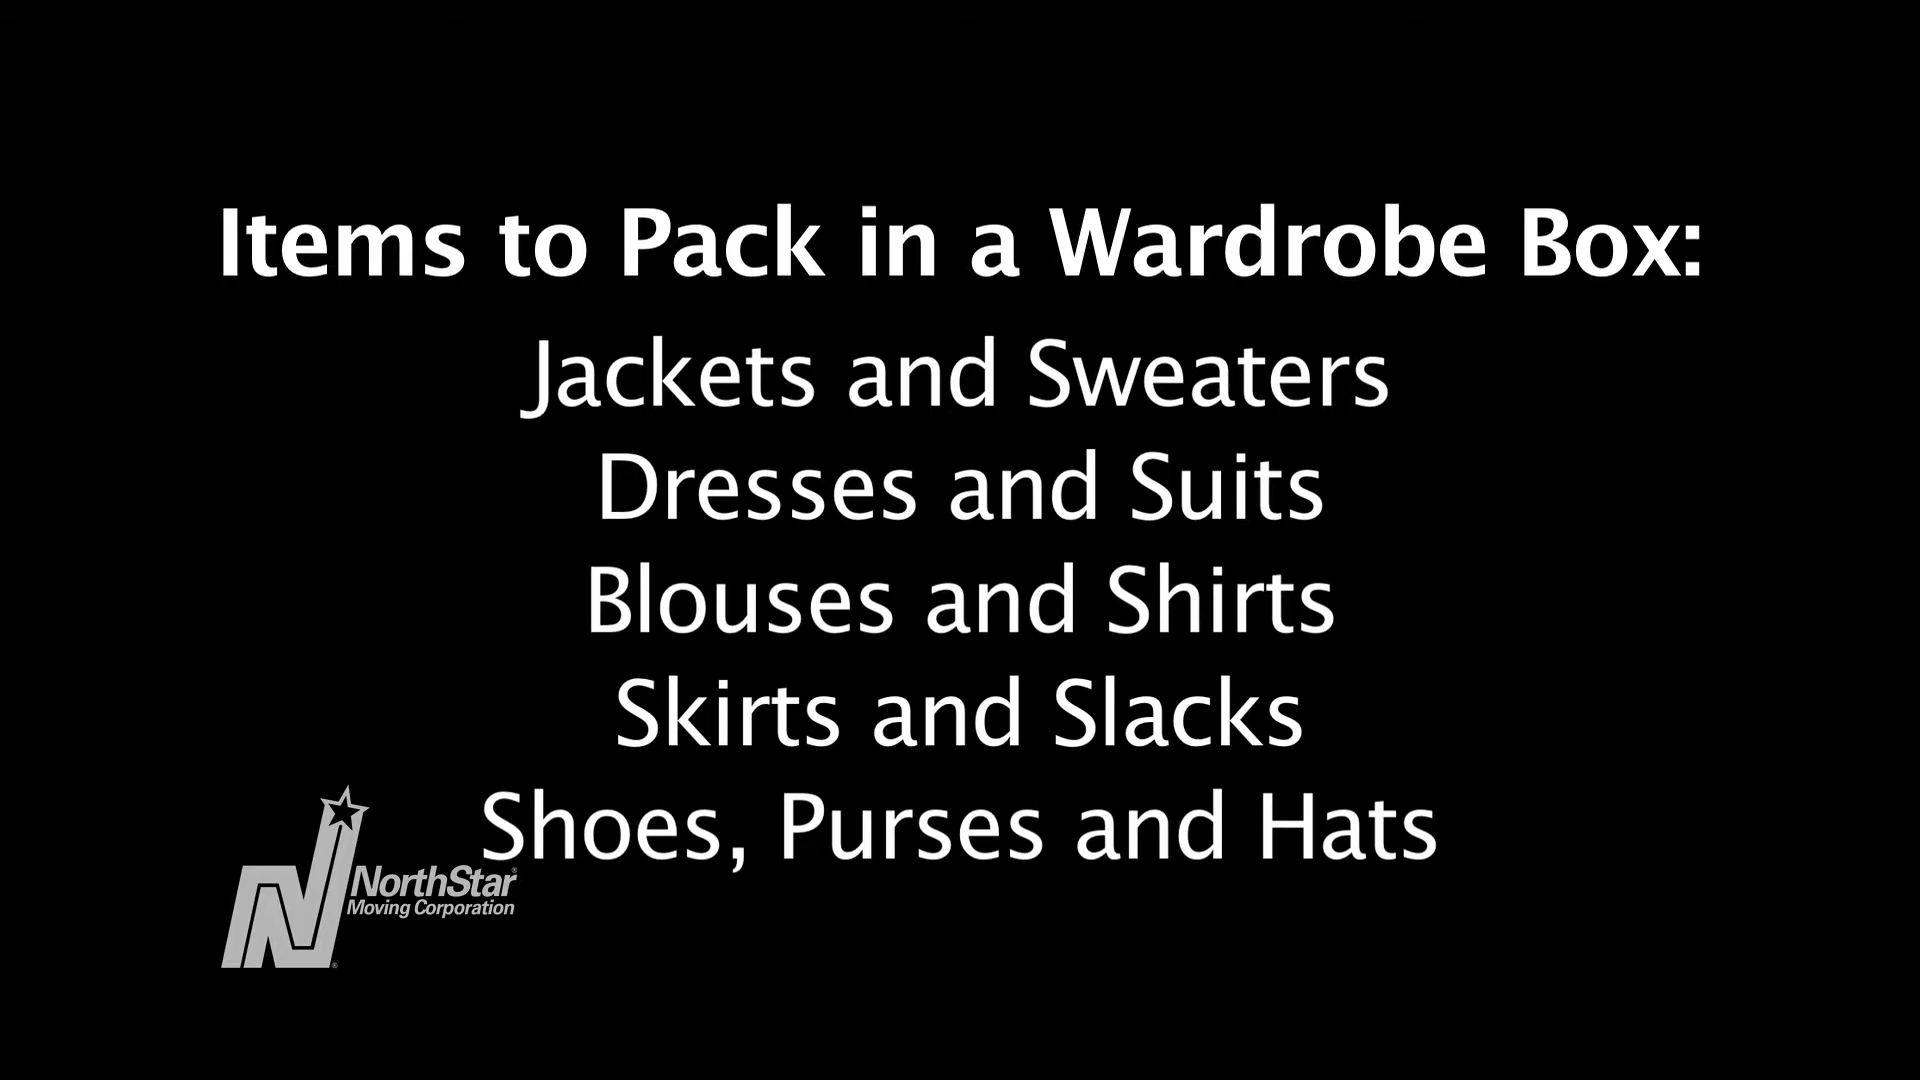 Items to Pack in a Wardrobe Box:
Jackets and Sweaters
Dresses and Suits
Blouses and Shirts
Skirts and Slacks
Shoes, Purses and Hats
NorthStar®
Moving Corporation